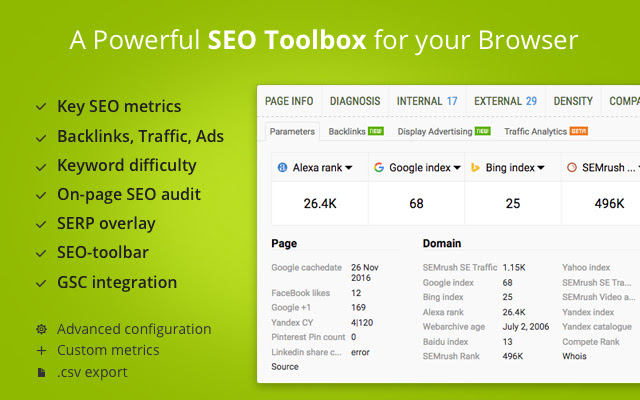 A Powerful SEO Toolbox for your Browser
Key SEO metrics
Backlinks, Traffic, Ads
Keyword difficulty
On-page SEO audit
SERP overlay
SEO-toolbar
GSC integration
Advanced configuration
Custom metrics
.csv export
PAGE INFO DIAGNOSIS INTERNAL 17 EXTERNAL 29 DENSITY COMPA
Parameters Backlinks NEW Display Advertising NEW Traffic Analytics BETA
Alexa rank Google index Bing index SEMrush ...
26.4K 68 25 496K
Page Domain
Google cachedate 26 Nov 2016
FaceBook likes 12
Google +1 169
Yandex CY 4|120
Pinterest Pin count 0
Linkedin share c... error
Source
SEMrush SE Traffic 1.15K
Google index 68
Bing index 25
Alexa rank 26.4K
Webarchive age July 2, 2006
Baidu index 13
SEMrush Rank 496K
Yahoo index
SEMrush SE Tra...
SEMrush Video a...
Yandex index
Yandex catalogue
Compete Rank
Whois